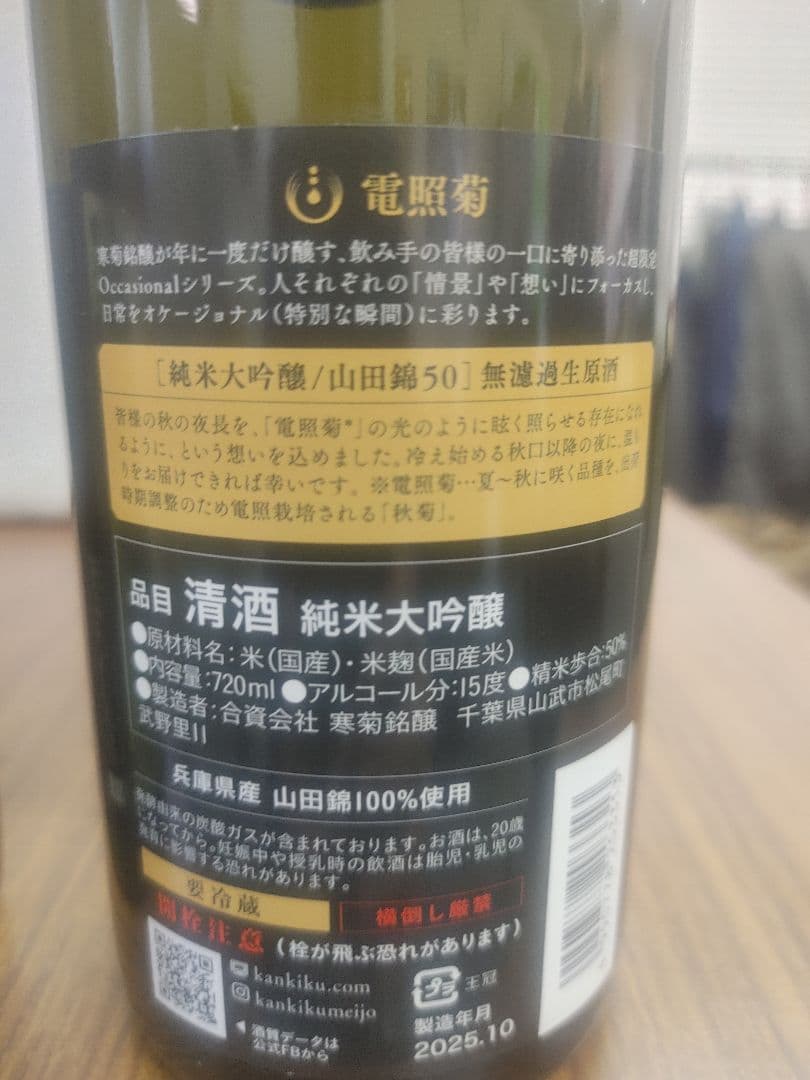 電照菊
寒菊銘醸が年に一度だけ醸す、飲み手の皆様の一口に寄り添った超限定
Occasionalシリーズ。人それぞれの「情景」や「想い」にフォーカスし、
日常をオケージョナル(特別な瞬間)に彩ります。
[純米大吟醸/山田錦50]無濾過生原酒
皆様の秋の夜長を、「電照菊*」の光のように眩く照らせる存在になれ
るように、という想いを込めました。冷え始める秋口以降の夜に、温も
りをお届けできれば幸いです。※電照菊…夏〜秋に咲く品種を、出荷
時期調整のため電照栽培される「秋菊」。
品目 清酒 純米大吟醸
●原材料名:米(国産)・米麹(国産米)
●内容量:720ml ●アルコール分:15度 ●精米歩合:50%
●製造者:合資会社 寒菊銘醸 千葉県山武市松尾町
武野里11
兵庫県産 山田錦100%使用
発酵由来の炭酸ガスが含まれております。お酒は、20歳
になってから。妊娠中や授乳時の飲酒は胎児・乳児の
発育に影響する恐れがあります。
要冷蔵
横倒し厳禁
開栓注意(栓が飛ぶ恐れがあります)
kankiku.com
kankikumeijo
プラ
王冠
◀酒質データは
公式FBから
製造年月
2025.10